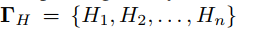 Γ_H = {H_1, H_2, . . . , H_n}